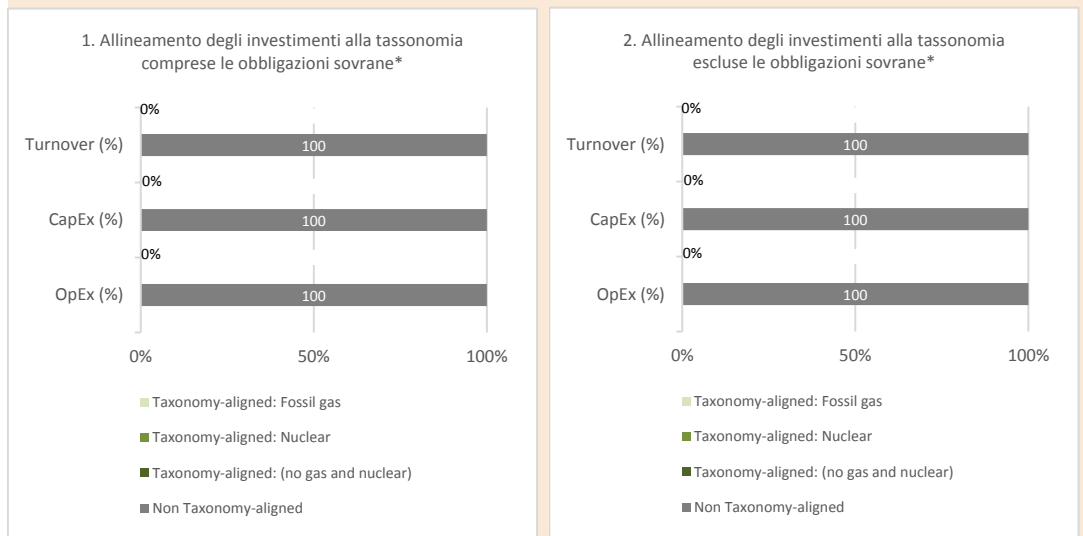 1. Allineamento degli investimenti alla tassonomia
comprese le obbligazioni sovrane*
0%
Turnover (%)
100
0%
CapEx (%)
100
0%
OpEx (%)
100
0%
50%
100%
Taxonomy-aligned: Fossil gas
Taxonomy-aligned: Nuclear
Taxonomy-aligned: (no gas and nuclear)
Non Taxonomy-aligned
2. Allineamento degli investimenti alla tassonomia
escluse le obbligazioni sovrane*
0%
Turnover (%)
100
0%
CapEx (%)
100
0%
OpEx (%)
100
0%
50%
100%
Taxonomy-aligned: Fossil gas
Taxonomy-aligned: Nuclear
Taxonomy-aligned: (no gas and nuclear)
Non Taxonomy-aligned